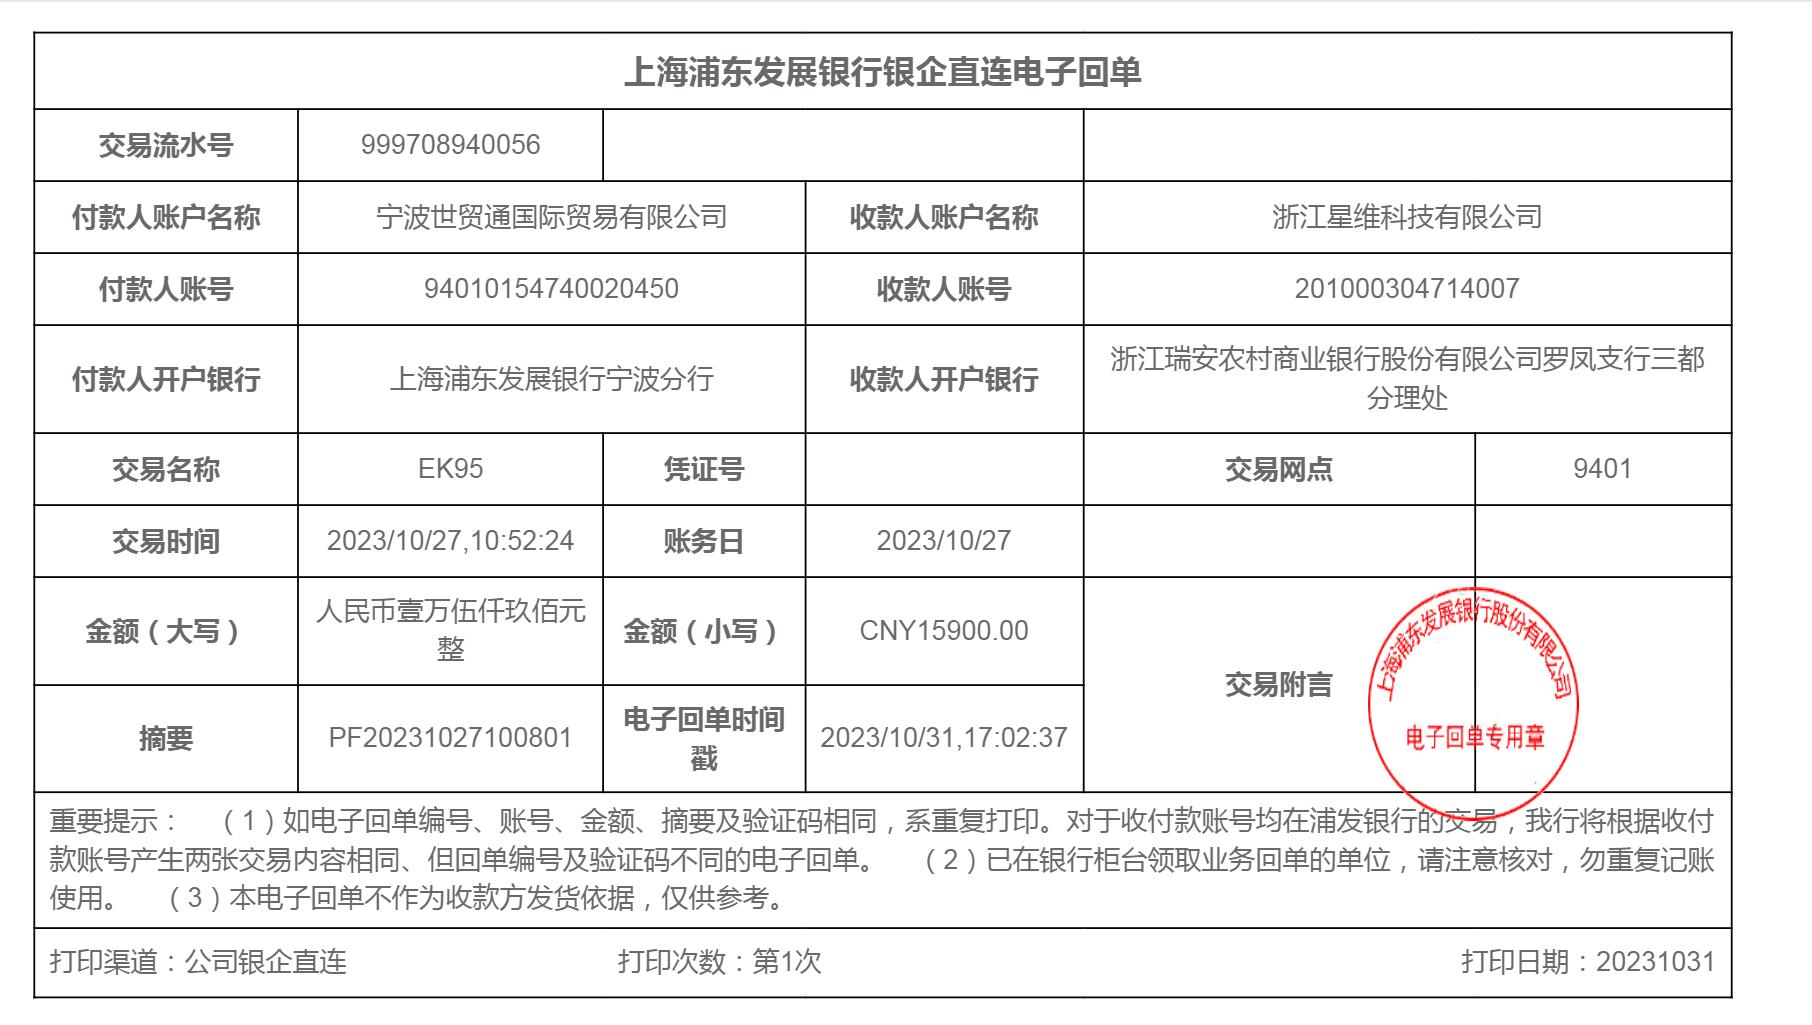 上海浦东发展银行银企直连电子回单
交易流水号 999708940056
付款人账户名称 宁波世贸通国际贸易有限公司 收款人账户名称 浙江星维科技有限公司
付款人账号 94010154740020450 收款人账号 201000304714007
付款人开户银行 上海浦东发展银行宁波分行 收款人开户银行 浙江瑞安农村商业银行股份有限公司罗凤支行三都
分理处
交易名称 EK95 凭证号 交易网点 9401
交易时间 2023/10/27,10:52:24 账务日 2023/10/27
金额（大写） 人民币壹万伍仟玖佰元
整 金额（小写） CNY15900.00
交易附言
上海浦东发展银行股份有限公司
电子回单专用章
摘要 PF20231027100801 电子回单时间
戳 2023/10/31,17:02:37
重要提示： （1）如电子回单编号、账号、金额、摘要及验证码相同，系重复打印。对于收付款账号均在浦发银行的交易，我行将根据收付
款账号产生两张交易内容相同、但回单编号及验证码不同的电子回单。 （2）已在银行柜台领取业务回单的单位，请注意核对，勿重复记账
使用。 （3）本电子回单不作为收款方发货依据，仅供参考。
打印渠道：公司银企直连 打印次数：第1次 打印日期：20231031